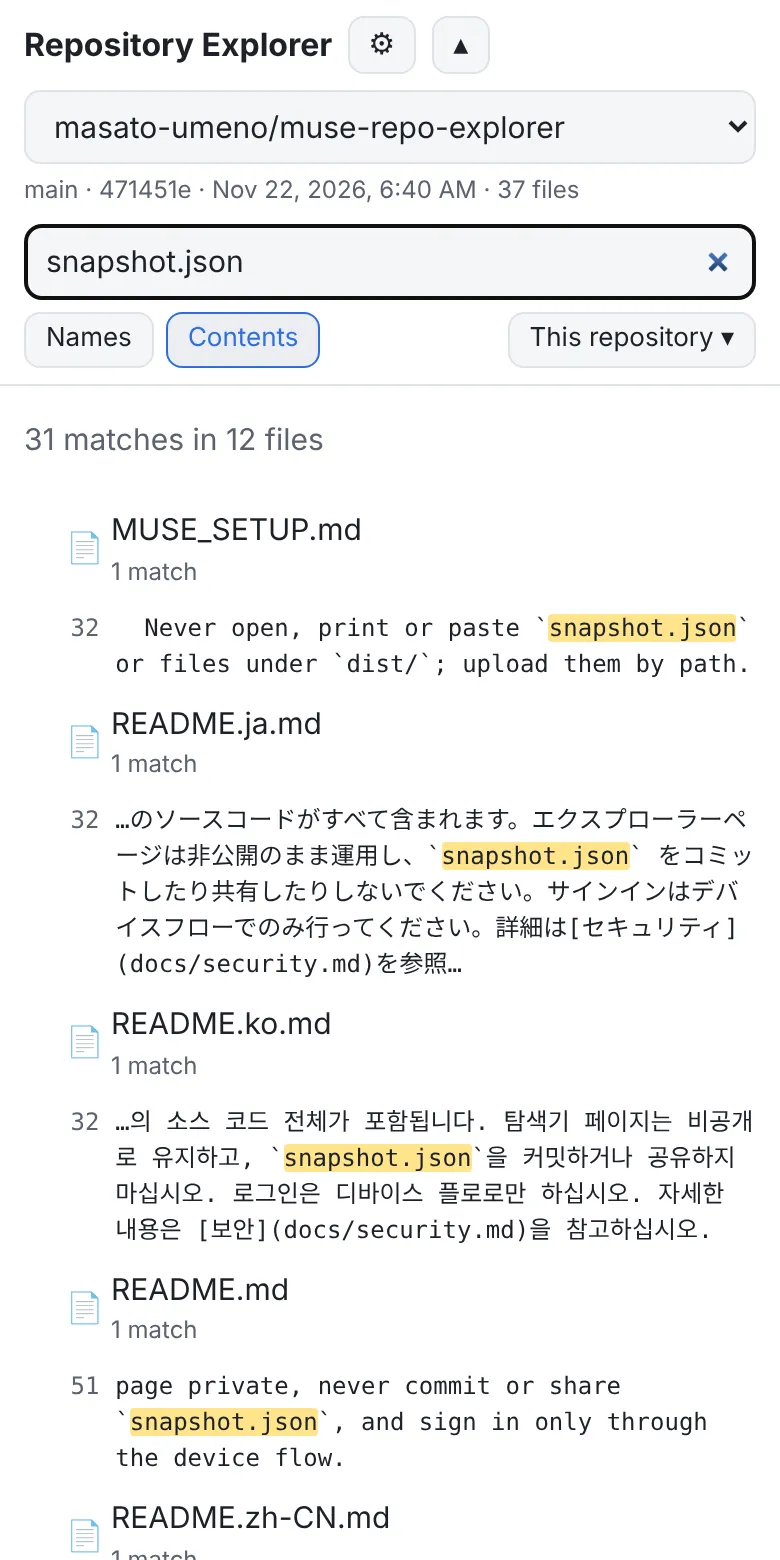 Repository Explorer ⚙ ▲
masato-umeno/muse-repo-explorer
main · 471451e · Nov 22, 2026, 6:40 AM · 37 files
snapshot.json ×
Names Contents This repository ▾
31 matches in 12 files
MUSE_SETUP.md
1 match
32 Never open, print or paste `snapshot.json`
or files under `dist/`; upload them by path.
README.ja.md
1 match
32 …のソースコードがすべて含まれます。エクスプローラーペ
ージは非公開のまま運用し、`snapshot.json` をコミッ
トしたり共有したりしないでください。サインインはデバ
イスフローでのみ行ってください。詳細は[セキュリティ]
(docs/security.md)を参照…
README.ko.md
1 match
32 …의 소스 코드 전체가 포함됩니다. 탐색기 페이지는 비공개
로 유지하고, `snapshot.json`을 커밋하거나 공유하지
마십시오. 로그인은 디바이스 플로로만 하십시오. 자세한
내용은 [보안](docs/security.md)을 참고하십시오.
README.md
1 match
51 page private, never commit or share
`snapshot.json`, and sign in only through
the device flow.
README.zh-CN.md
1 match